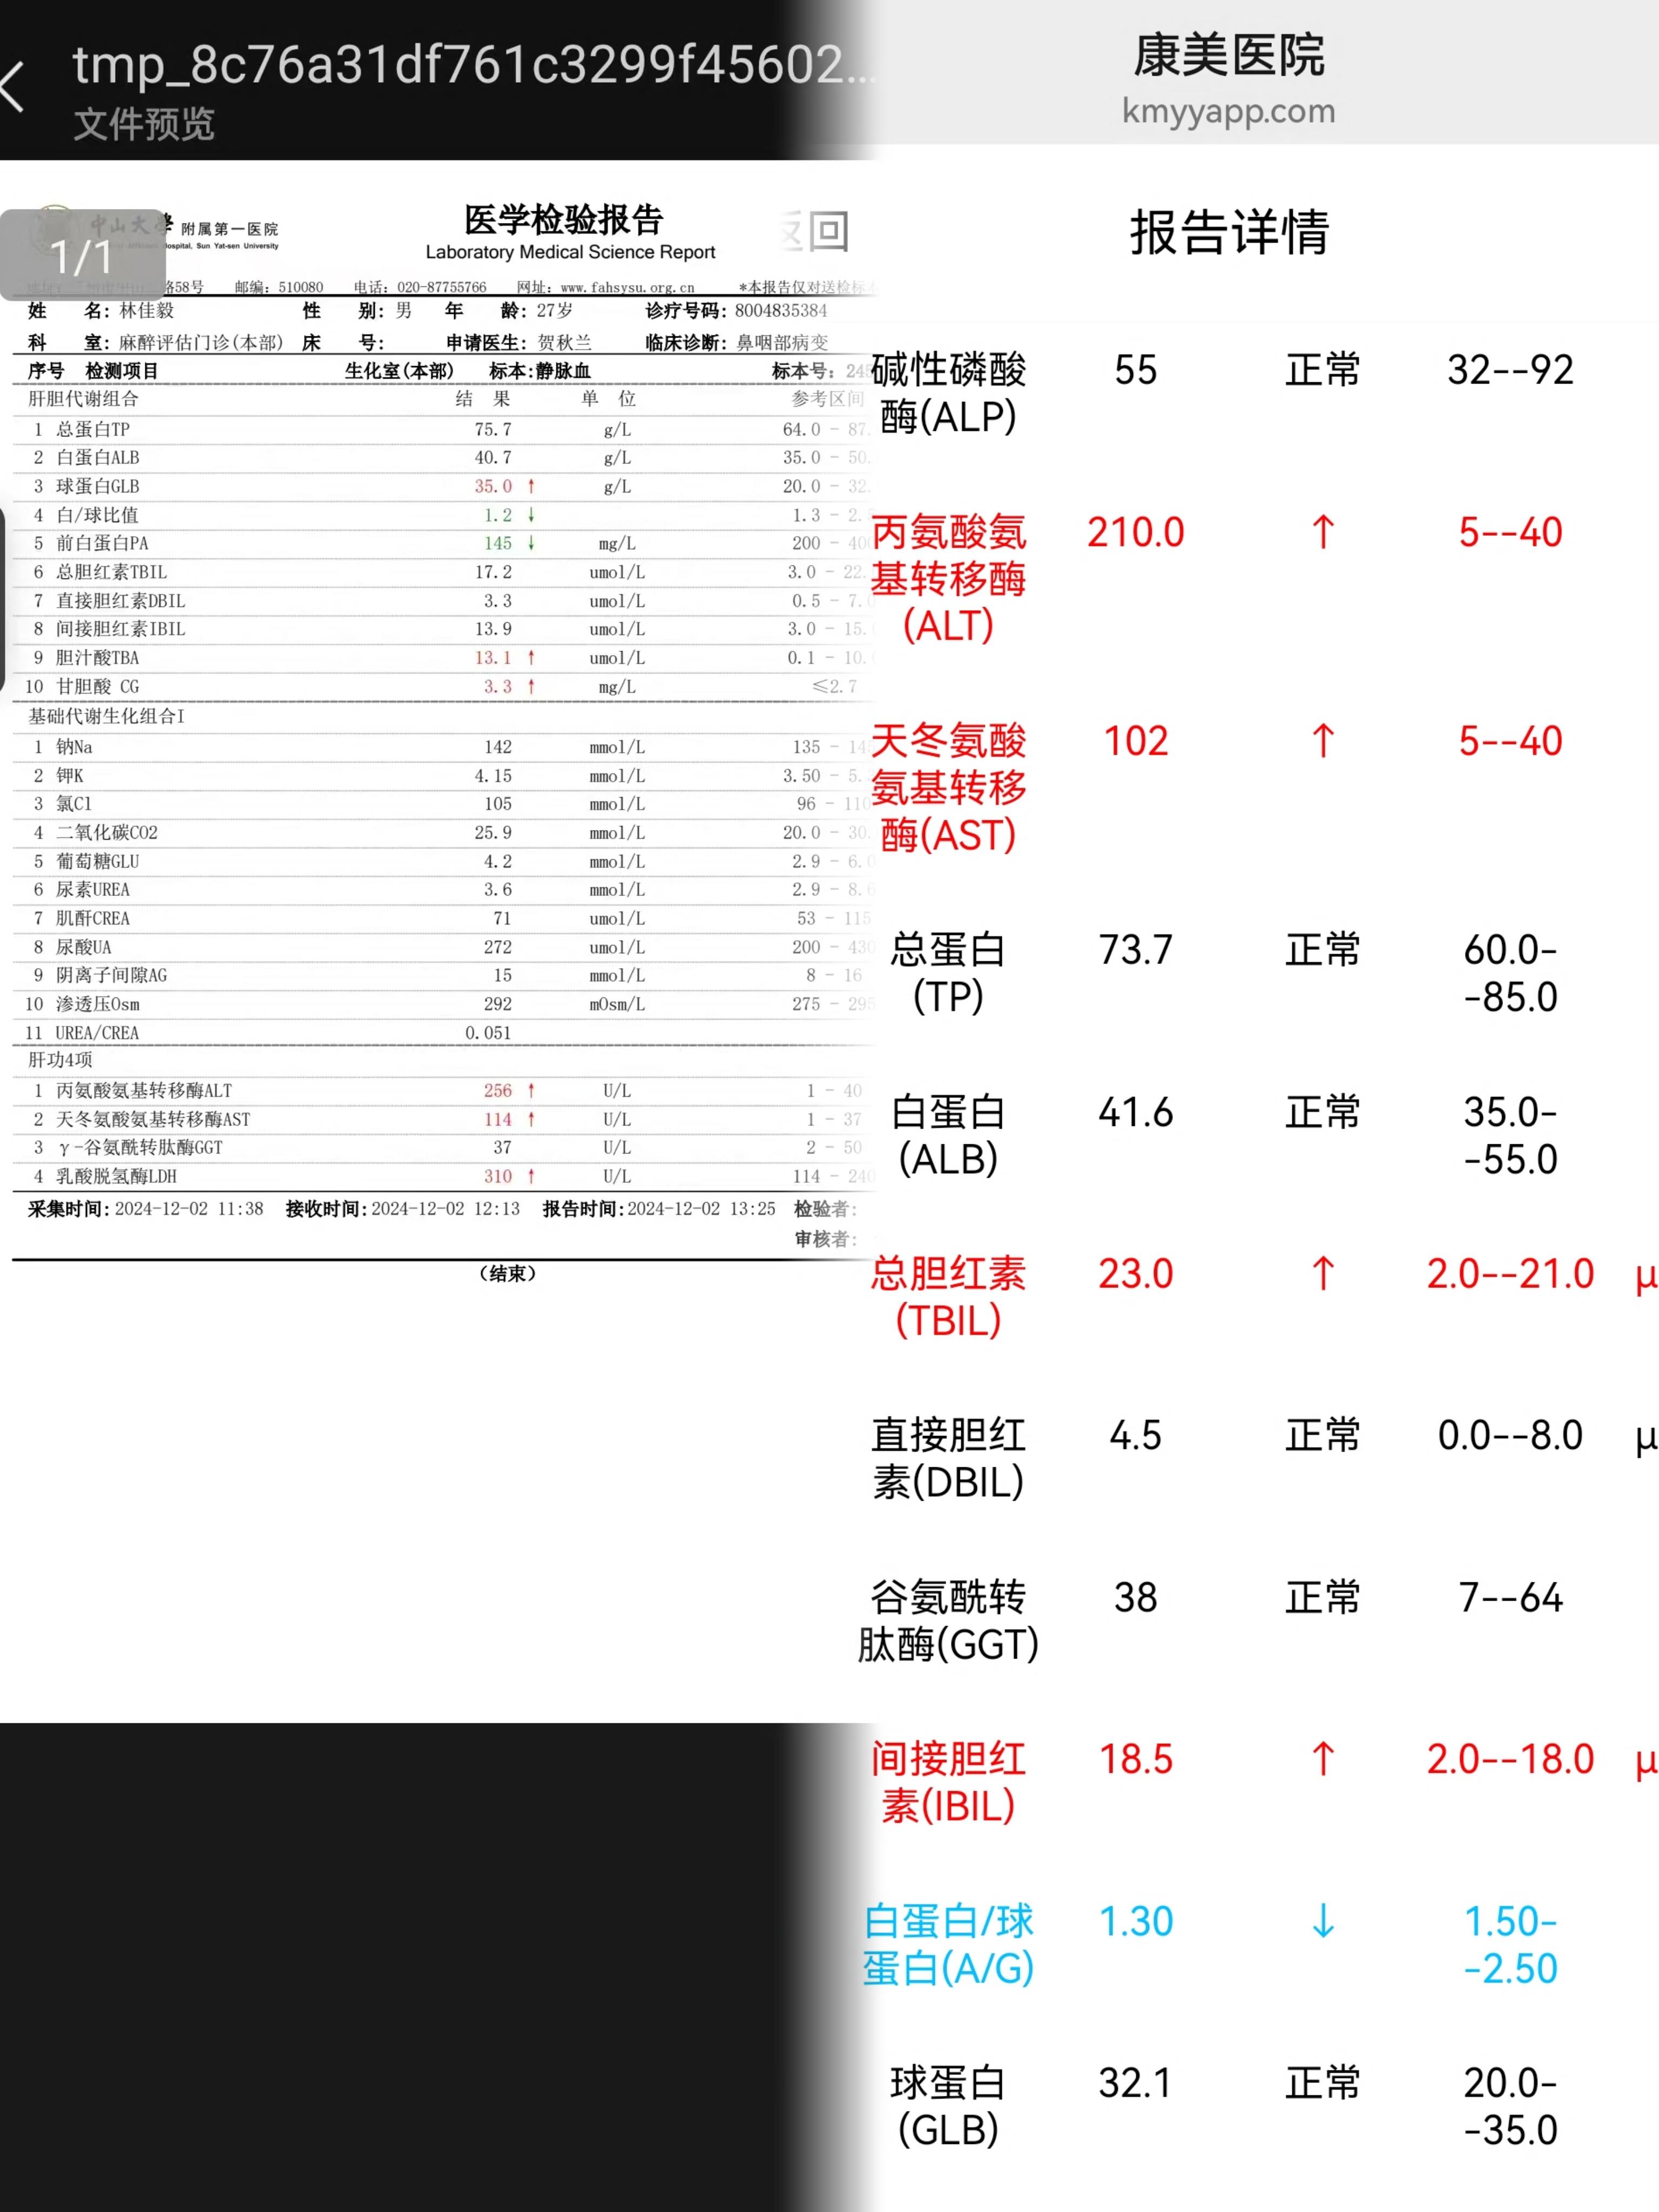 tmp_8c76a31df761c3299f45602...
文件预览
1/1
附属第一医院
Hospital, Sun Yat-sen University
医学检验报告
Laboratory Medical Science Report
路58号 邮编: 510080 电话: 020-87755766 网址: www.fahsysu.org.cn *本报告仅对送检标
姓 名: 林佳毅 性 别: 男 年 龄: 27岁 诊疗号码: 8004835384
科 室: 麻醉评估门诊(本部) 床 号: 申请医生: 贺秋兰 临床诊断: 鼻咽部病变
序号 检测项目 生化室(本部) 标本:静脉血 标本号: 24
肝胆代谢组合 结 果 单 位 参考区间
1 总蛋白TP 75.7 g/L 64.0 - 87.
2 白蛋白ALB 40.7 g/L 35.0 - 50.
3 球蛋白GLB 35.0 ↑ g/L 20.0 - 32.
4 白/球比值 1.2 ↓ 1.3 - 2.
5 前白蛋白PA 145 ↓ mg/L 200 - 40
6 总胆红素TBIL 17.2 umol/L 3.0 - 22.
7 直接胆红素DBIL 3.3 umol/L 0.5 - 7.
8 间接胆红素IBIL 13.9 umol/L 3.0 - 15.
9 胆汁酸TBA 13.1 ↑ umol/L 0.1 - 10.
10 甘胆酸 CG 3.3 ↑ mg/L ≤2.7
基础代谢生化组合I
1 钠Na 142 mmol/L 135 - 14
2 钾K 4.15 mmol/L 3.50 - 5.
3 氯Cl 105 mmol/L 96 - 110
4 二氧化碳CO2 25.9 mmol/L 20.0 - 30.
5 葡萄糖GLU 4.2 mmol/L 2.9 - 6.0
6 尿素UREA 3.6 mmol/L 2.9 - 8.6
7 肌酐CREA 71 umol/L 53 - 115
8 尿酸UA 272 umol/L 200 - 430
9 阴离子间隙AG 15 mmol/L 8 - 16
10 渗透压Osm 292 mOsm/L 275 - 295
11 UREA/CREA 0.051
肝功4项
1 丙氨酸氨基转移酶ALT 256 ↑ U/L 1 - 40
2 天冬氨酸氨基转移酶AST 114 ↑ U/L 1 - 37
3 γ-谷氨酰转肽酶GGT 37 U/L 2 - 50
4 乳酸脱氢酶LDH 310 ↑ U/L 114 - 240
采集时间: 2024-12-02 11:38 接收时间: 2024-12-02 12:13 报告时间: 2024-12-02 13:25 检验者:
审核者:
(结束)
康美医院
kmyyapp.com
返回 报告详情
碱性磷酸 55 正常 32--92
酶(ALP)
丙氨酸氨 210.0 ↑ 5--40
基转移酶
(ALT)
天冬氨酸 102 ↑ 5--40
氨基转移
酶(AST)
总蛋白 73.7 正常 60.0-
(TP) -85.0
白蛋白 41.6 正常 35.0-
(ALB) -55.0
总胆红素 23.0 ↑ 2.0--21.0 μ
(TBIL)
直接胆红 4.5 正常 0.0--8.0 μ
素(DBIL)
谷氨酰转 38 正常 7--64
肽酶(GGT)
间接胆红 18.5 ↑ 2.0--18.0 μ
素(IBIL)
白蛋白/球 1.30 ↓ 1.50-
蛋白(A/G) -2.50
球蛋白 32.1 正常 20.0-
(GLB) -35.0